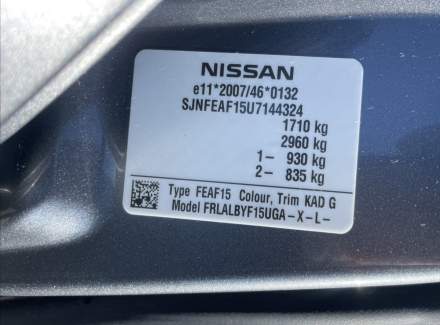 NISSAN
e11*2007/46*0132
SJNFEAF15U7144324
1710 kg
2960 kg
1- 930 kg
2- 835 kg
Type FEAF15 Colour, Trim KAD G
Model FRLALBYF15UGA-X-L-